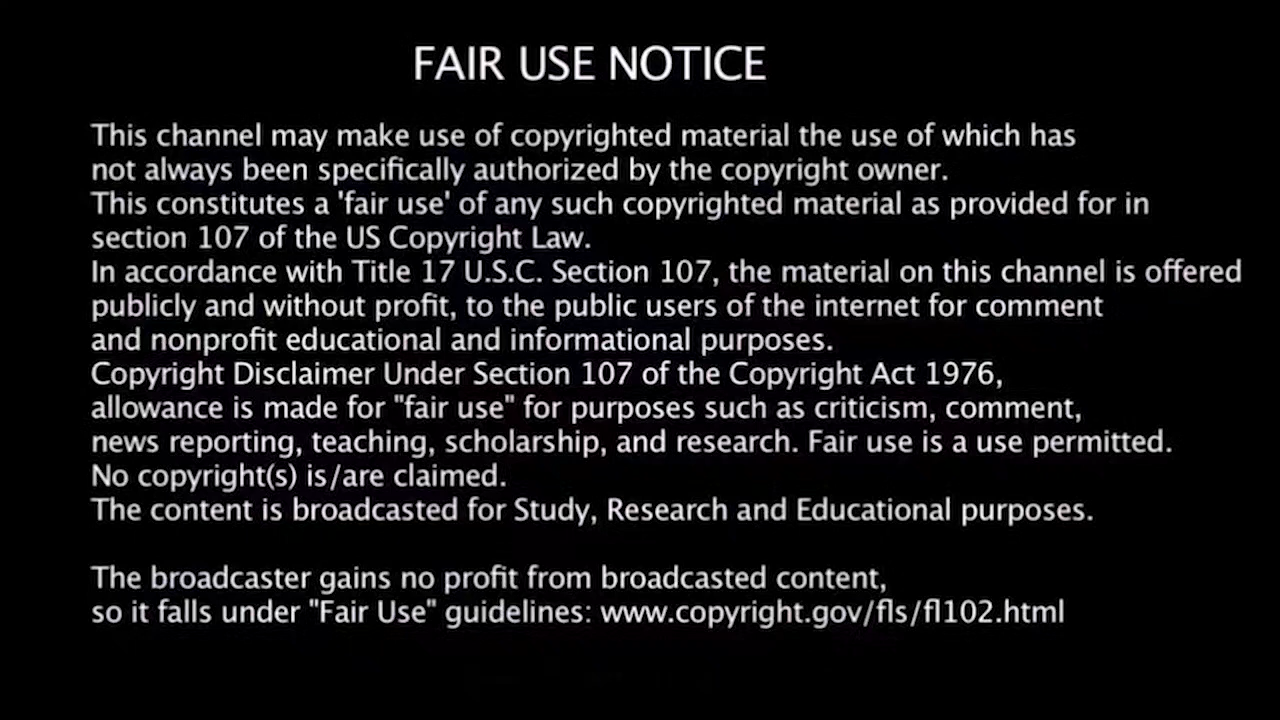 FAIR USE NOTICE
This channel may make use of copyrighted material the use of which has
not always been specifically authorized by the copyright owner.
This constitutes a 'fair use' of any such copyrighted material as provided for in
section 107 of the US Copyright Law.
In accordance with Title 17 U.S.C. Section 107, the material on this channel is offered
publicly and without profit, to the public users of the internet for comment
and nonprofit educational and informational purposes.
Copyright Disclaimer Under Section 107 of the Copyright Act 1976,
allowance is made for "fair use" for purposes such as criticism, comment,
news reporting, teaching, scholarship, and research. Fair use is a use permitted.
No copyright(s) is/are claimed.
The content is broadcasted for Study, Research and Educational purposes.
The broadcaster gains no profit from broadcasted content,
so it falls under "Fair Use" guidelines: www.copyright.gov/fls/fl102.html